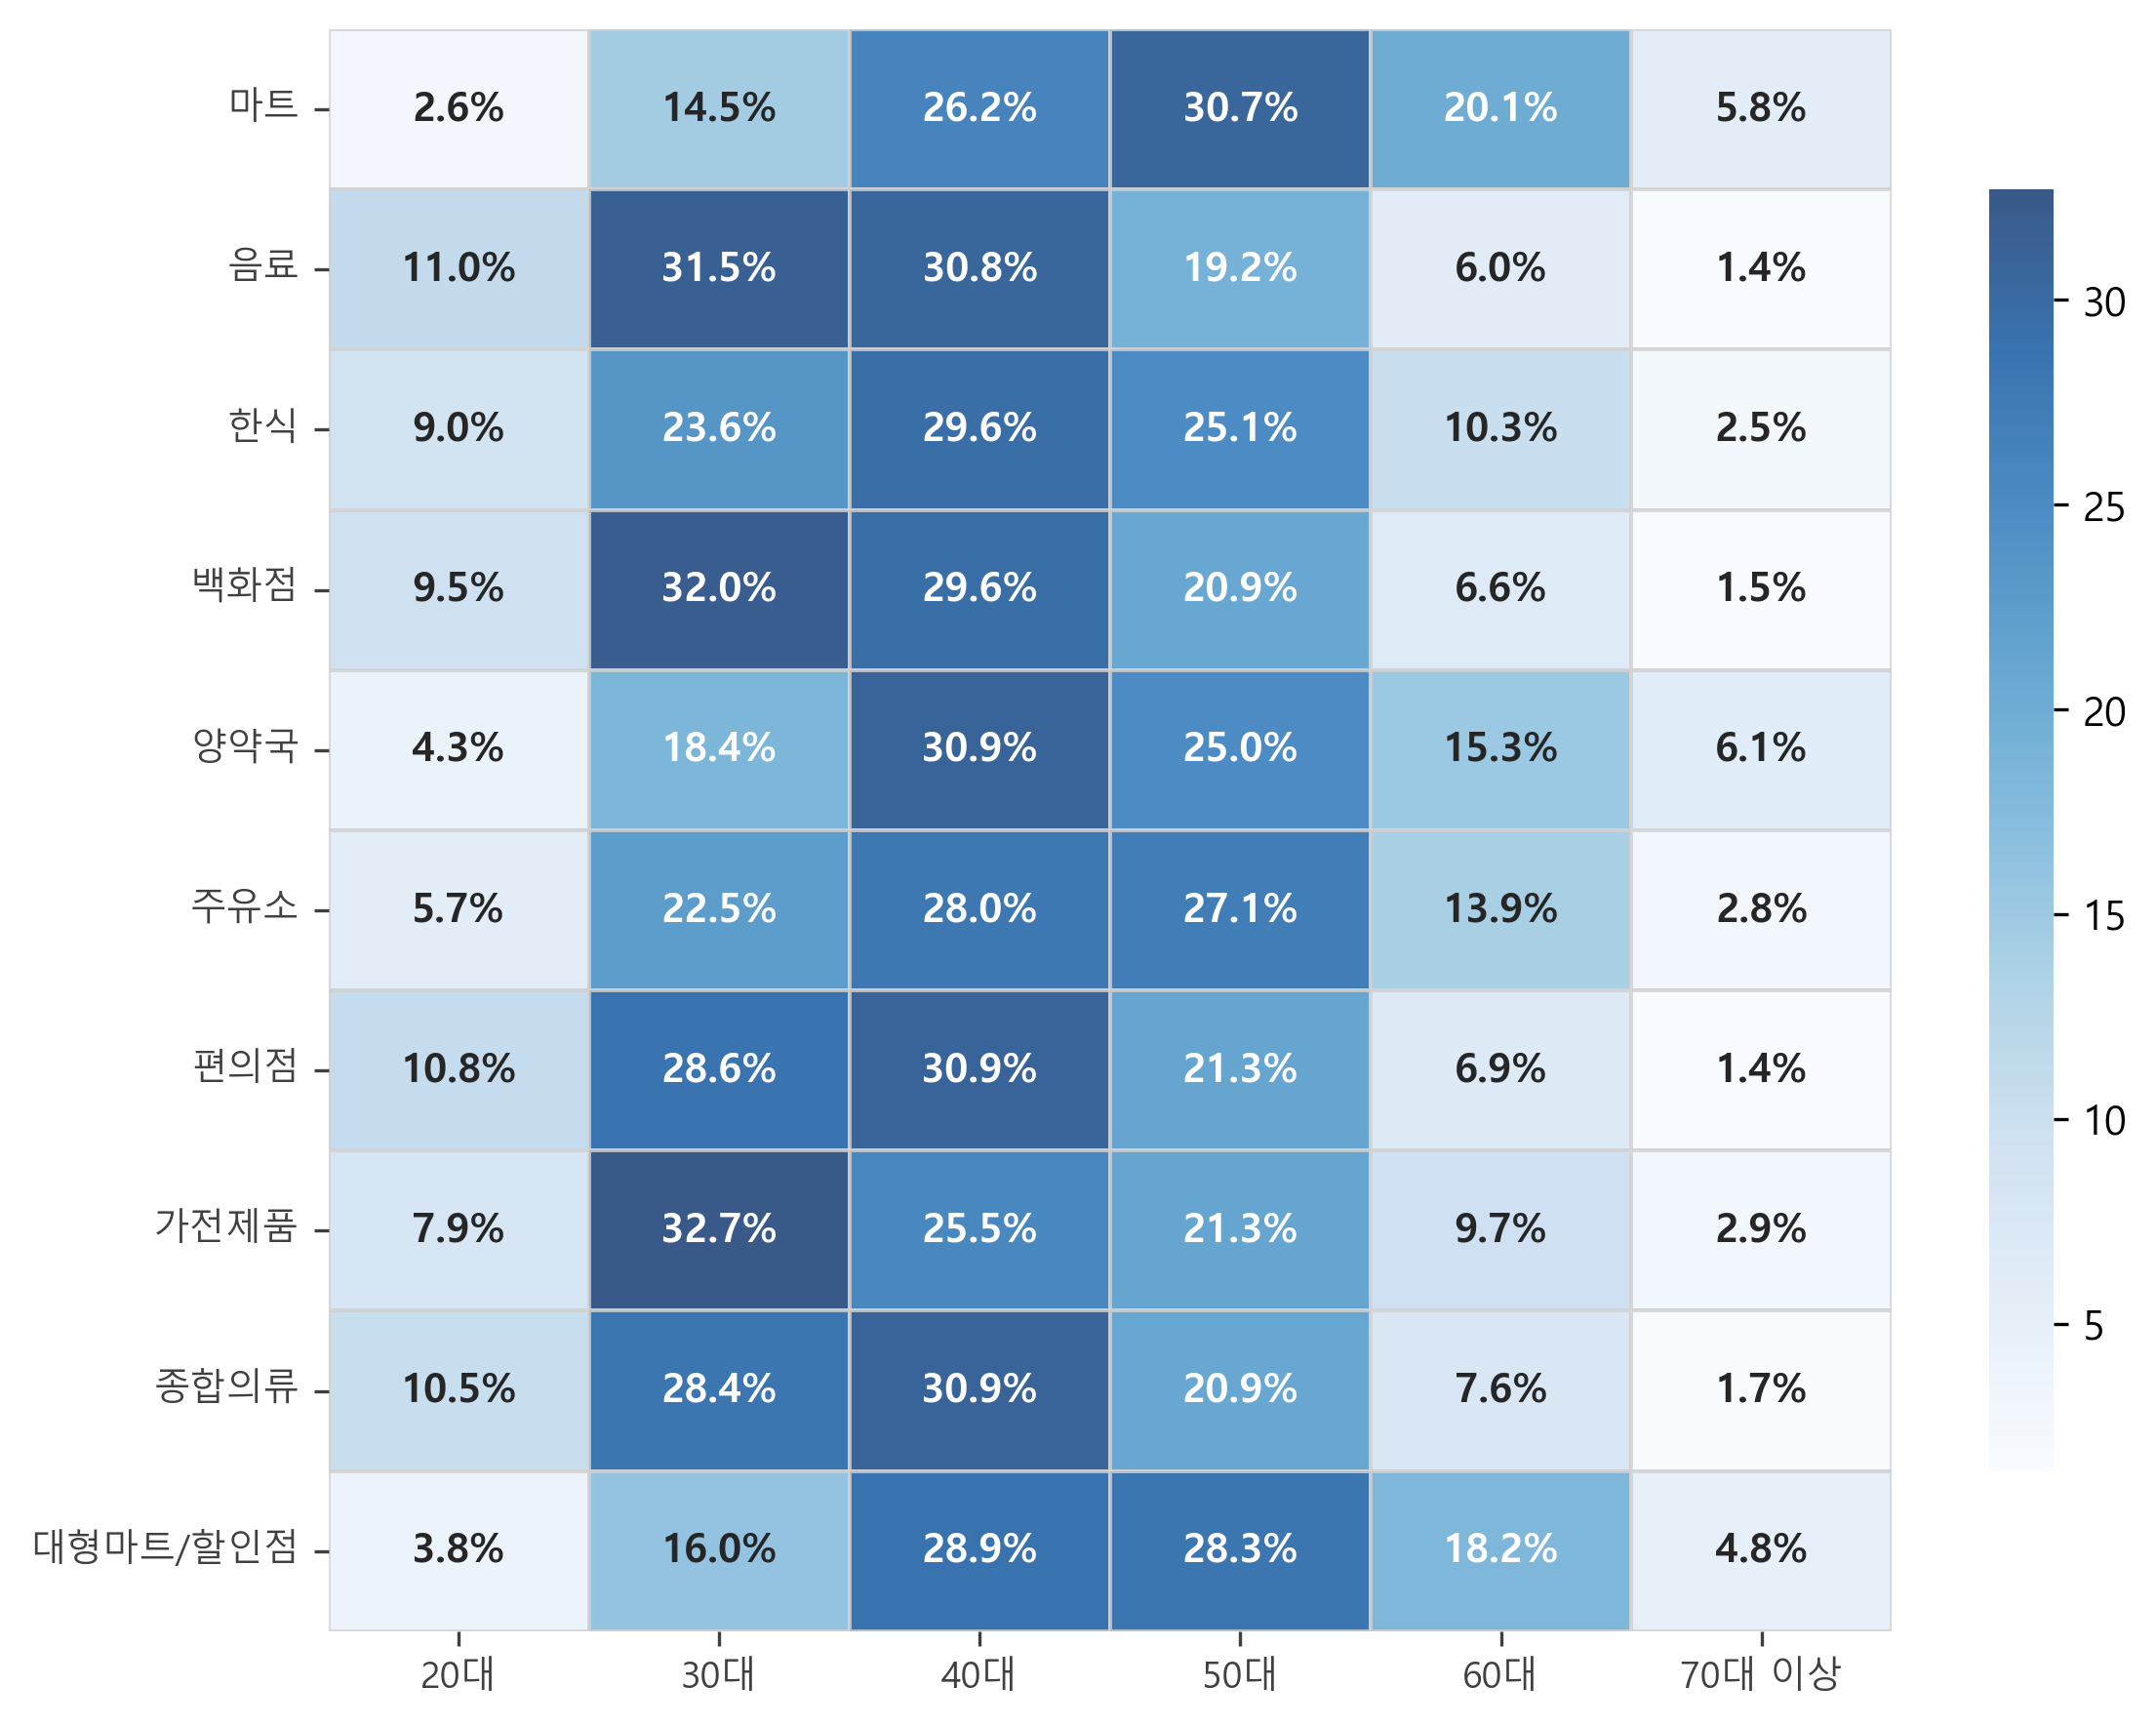 마트 2.6% 14.5% 26.2% 30.7% 20.1% 5.8%
음료 11.0% 31.5% 30.8% 19.2% 6.0% 1.4%
한식 9.0% 23.6% 29.6% 25.1% 10.3% 2.5%
백화점 9.5% 32.0% 29.6% 20.9% 6.6% 1.5%
양약국 4.3% 18.4% 30.9% 25.0% 15.3% 6.1%
주유소 5.7% 22.5% 28.0% 27.1% 13.9% 2.8%
편의점 10.8% 28.6% 30.9% 21.3% 6.9% 1.4%
가전제품 7.9% 32.7% 25.5% 21.3% 9.7% 2.9%
종합의류 10.5% 28.4% 30.9% 20.9% 7.6% 1.7%
대형마트/할인점 3.8% 16.0% 28.9% 28.3% 18.2% 4.8%
20대 30대 40대 50대 60대 70대 이상
30
25
20
15
10
5